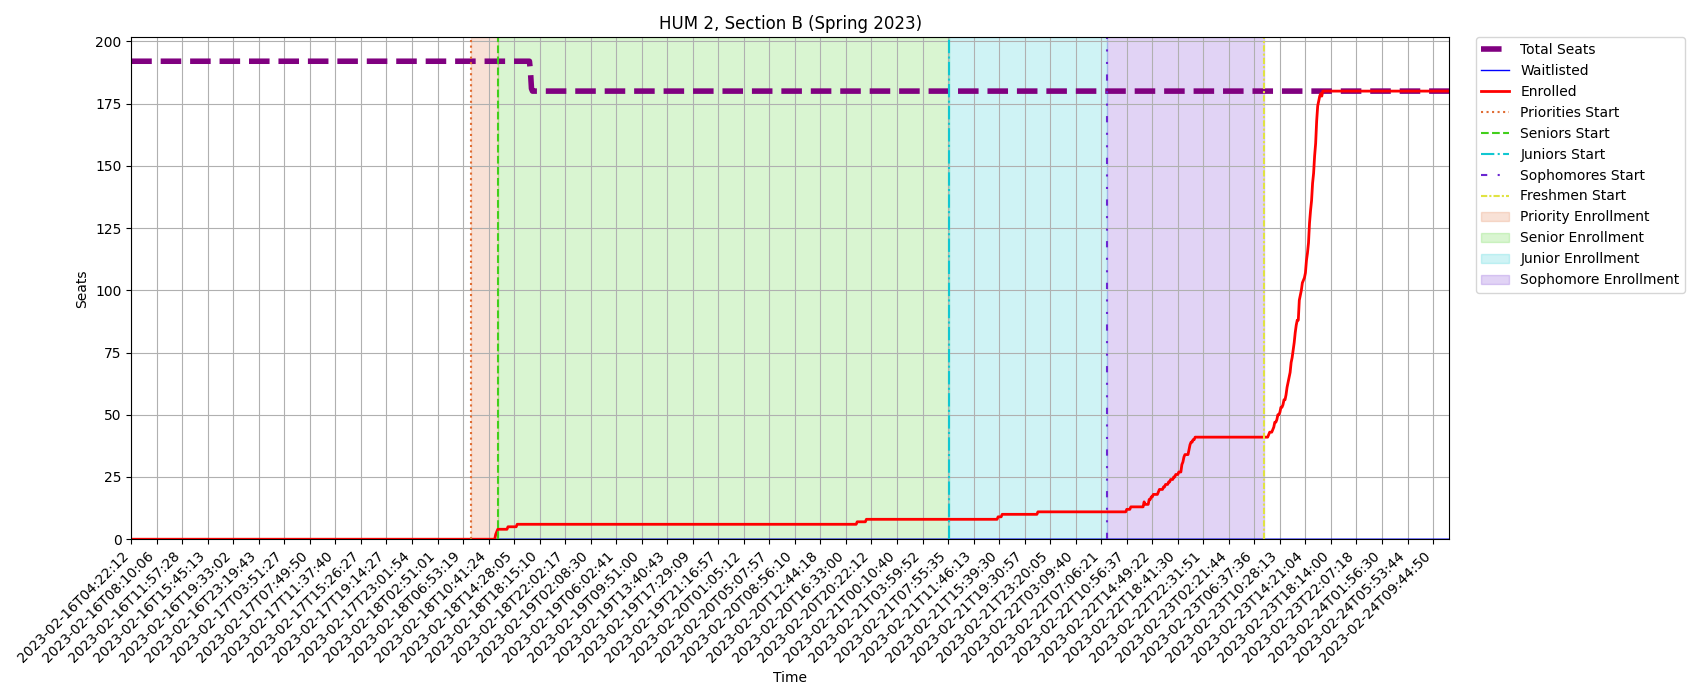 HUM 2, Section B (Spring 2023)
200
175
150
125
100
75
50
25
0
Seats
2023-02-16T04:22:12
2023-02-16T08:10:06
2023-02-16T11:57:28
2023-02-16T15:45:13
2023-02-16T19:33:02
2023-02-16T23:19:43
2023-02-17T03:51:27
2023-02-17T07:49:50
2023-02-17T11:37:40
2023-02-17T15:26:27
2023-02-17T19:14:27
2023-02-17T23:01:54
2023-02-18T02:51:01
2023-02-18T06:53:19
2023-02-18T10:41:24
2023-02-18T14:28:05
2023-02-18T18:15:10
2023-02-18T22:02:17
2023-02-19T02:08:30
2023-02-19T06:02:41
2023-02-19T09:51:00
2023-02-19T13:40:43
2023-02-19T17:29:09
2023-02-19T21:16:57
2023-02-20T01:05:12
2023-02-20T05:07:57
2023-02-20T08:56:10
2023-02-20T12:44:18
2023-02-20T16:33:00
2023-02-20T20:22:12
2023-02-21T00:10:40
2023-02-21T03:59:52
2023-02-21T07:55:35
2023-02-21T11:46:13
2023-02-21T15:39:30
2023-02-21T19:30:57
2023-02-21T23:20:05
2023-02-22T03:09:40
2023-02-22T07:06:21
2023-02-22T10:56:37
2023-02-22T14:49:22
2023-02-22T18:41:30
2023-02-22T22:31:51
2023-02-23T02:21:44
2023-02-23T06:37:36
2023-02-23T10:28:13
2023-02-23T14:21:04
2023-02-23T18:14:00
2023-02-23T22:07:18
2023-02-24T01:56:30
2023-02-24T05:53:44
2023-02-24T09:44:50
Time
Total Seats
Waitlisted
Enrolled
Priorities Start
Seniors Start
Juniors Start
Sophomores Start
Freshmen Start
Priority Enrollment
Senior Enrollment
Junior Enrollment
Sophomore Enrollment